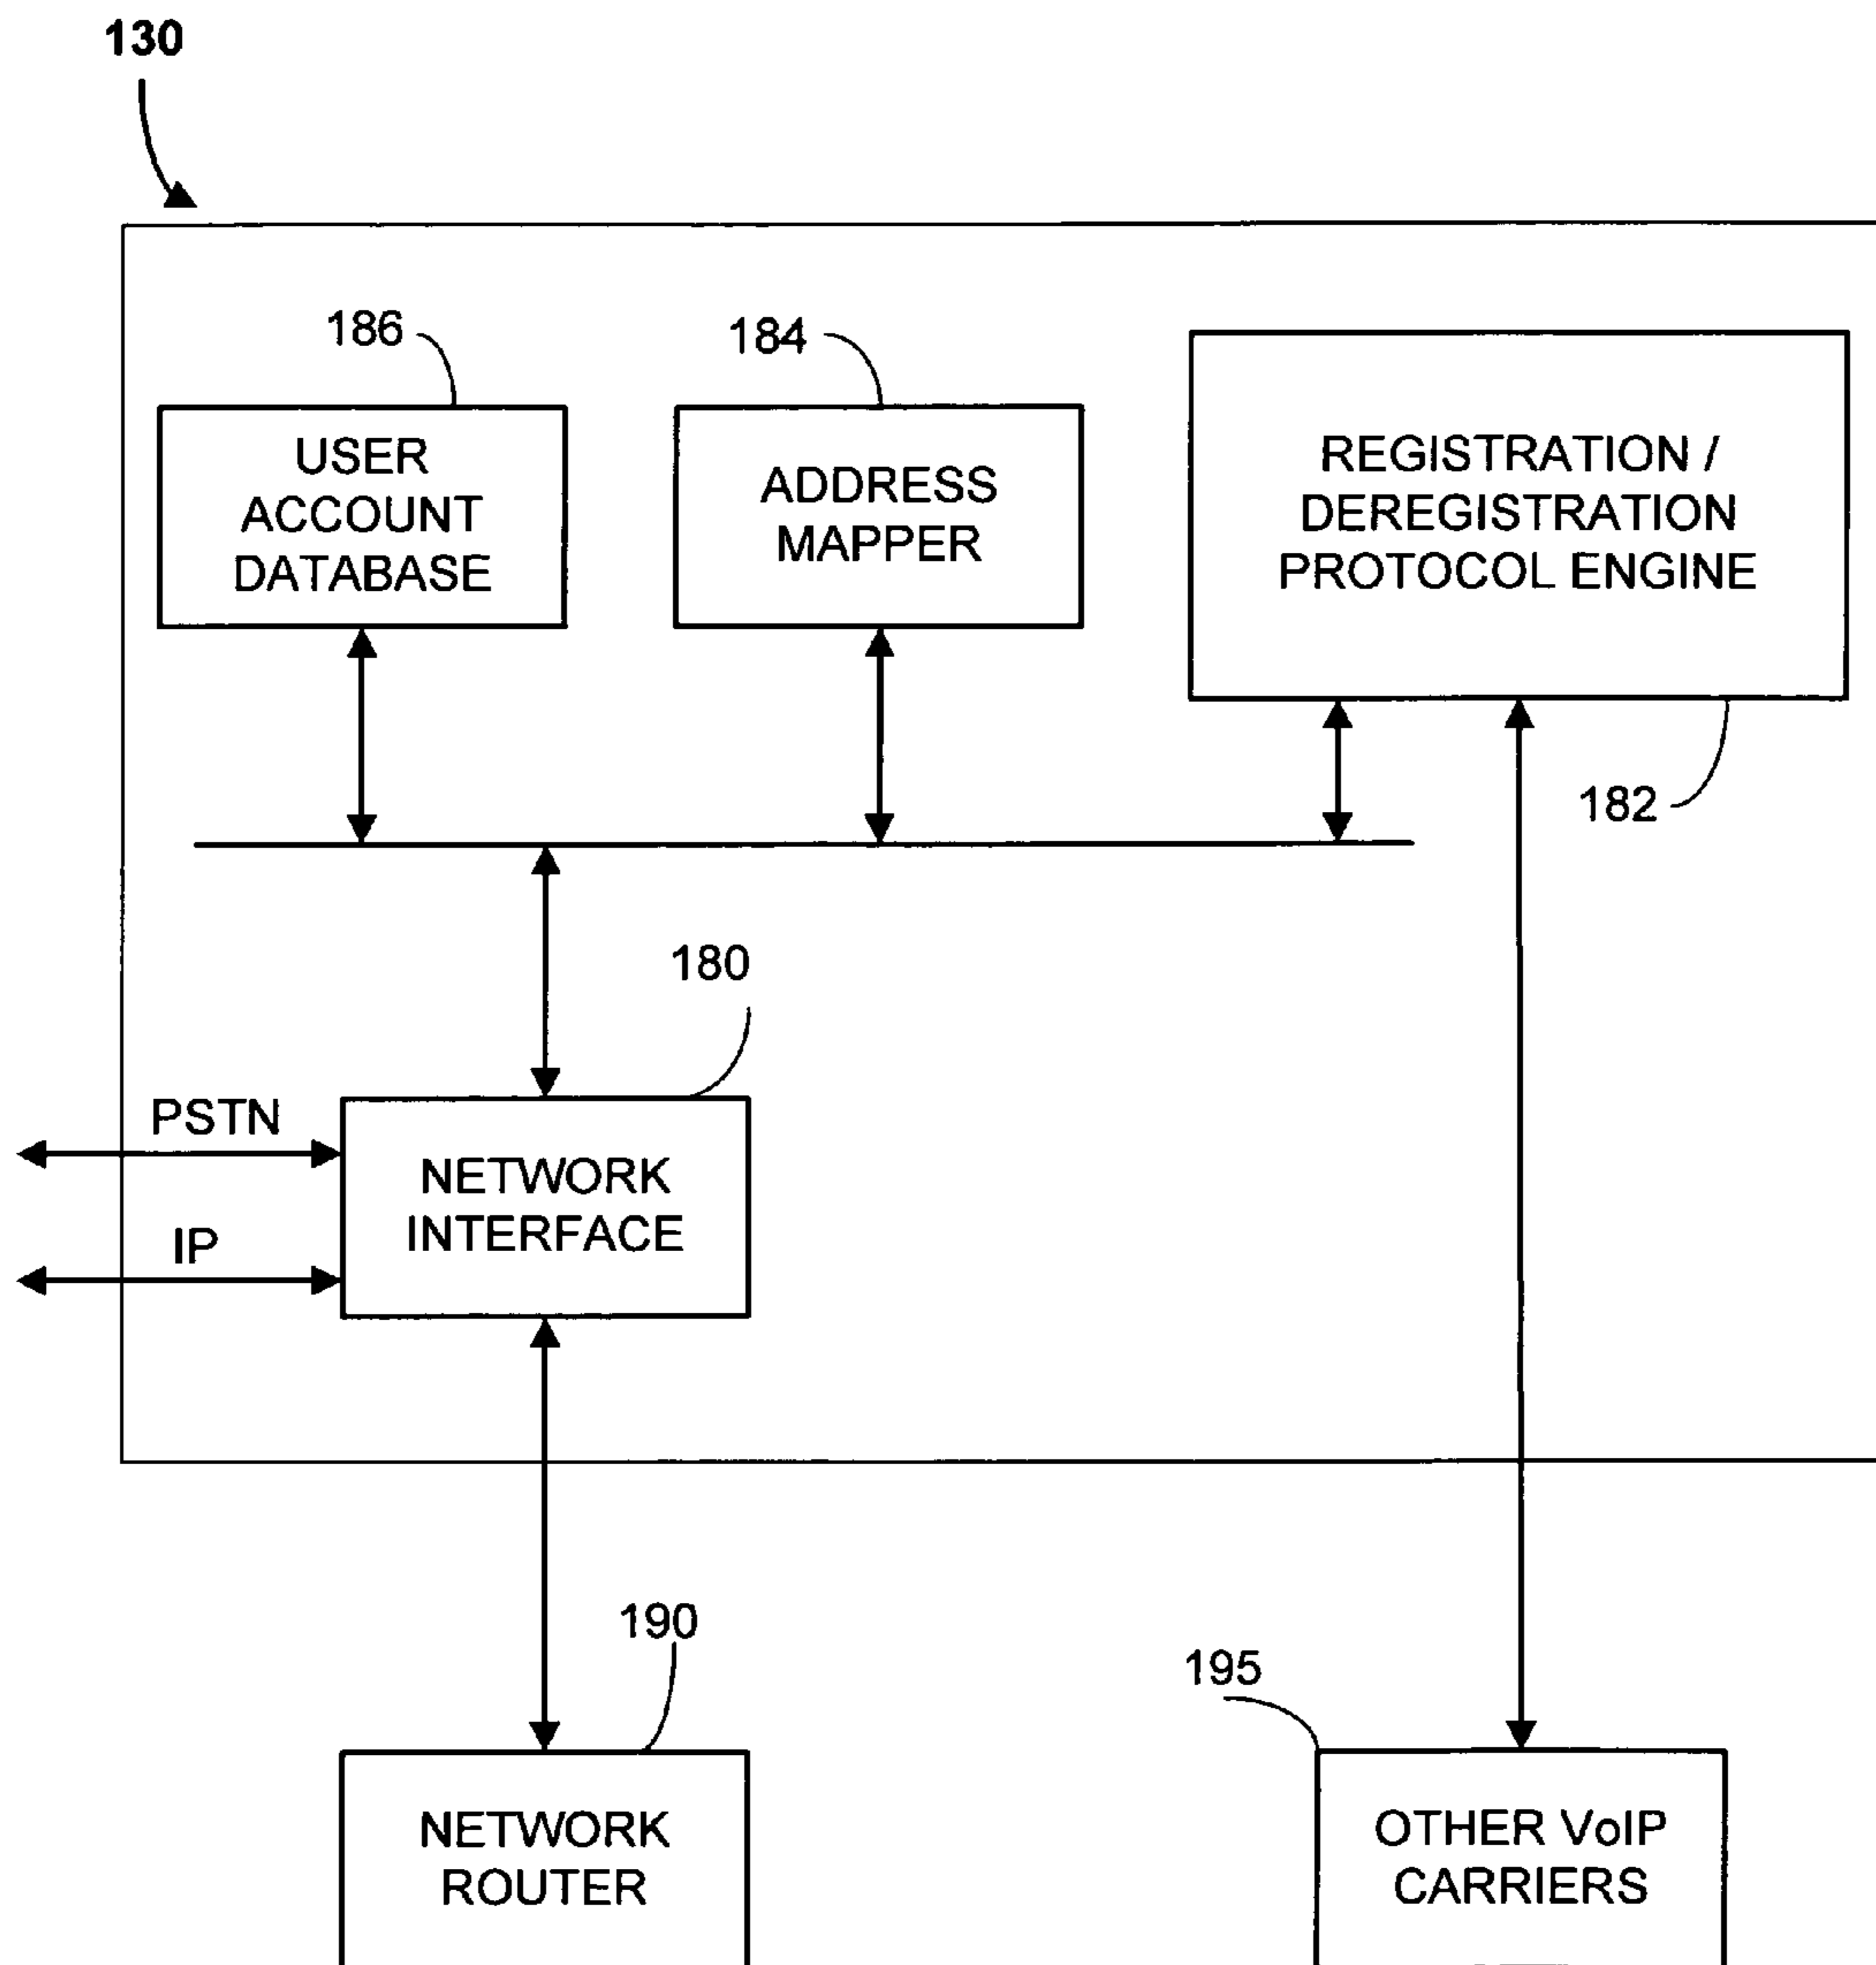 130
186
184
USER
ACCOUNT
DATABASE
ADDRESS
MAPPER
REGISTRATION /
DEREGISTRATION
PROTOCOL ENGINE
182
180
PSTN
IP
NETWORK
INTERFACE
190
195
NETWORK
ROUTER
OTHER VoIP
CARRIERS